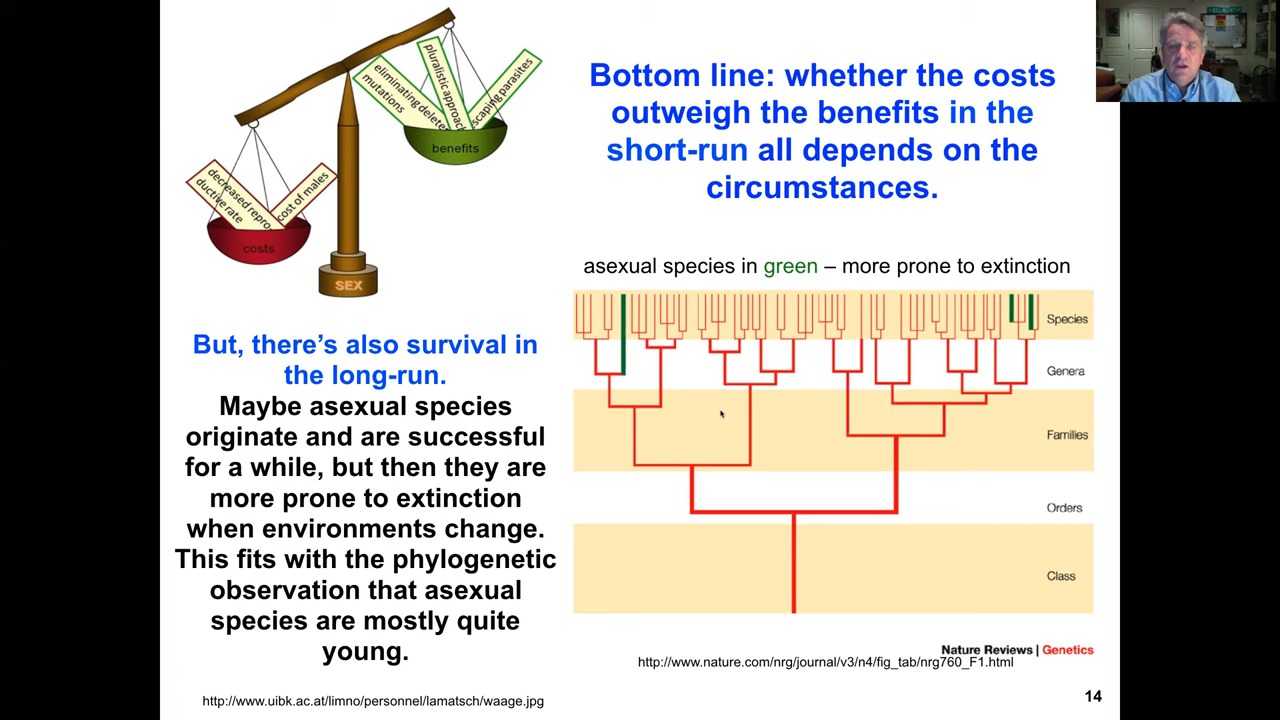 eliminating delete
mutations
pluralistic approac
scaping parasites
benefits
decreased repro-
ductive rate
cost of males
costs
SEX
Bottom line: whether the costs
outweigh the benefits in the
short-run all depends on the
circumstances.
asexual species in green – more prone to extinction
Species
Genera
Families
Orders
Class
Nature Reviews | Genetics
http://www.nature.com/nrg/journal/v3/n4/fig_tab/nrg760_F1.html
But, there's also survival in
the long-run.
Maybe asexual species
originate and are successful
for a while, but then they are
more prone to extinction
when environments change.
This fits with the phylogenetic
observation that asexual
species are mostly quite
young.
http://www.uibk.ac.at/limno/personnel/lamatsch/waage.jpg
14